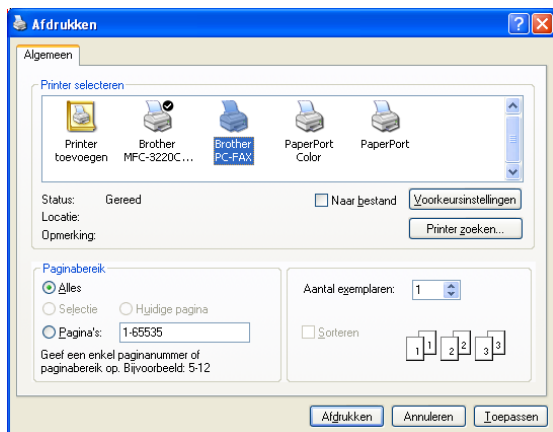 Afdrukken
Algemeen
Printer selecteren
Printer toevoegen
Brother MFC-3220C...
Brother PC-FAX
PaperPort Color
PaperPort
Status: Gereed
Naar bestand
Voorkeursinstellingen
Locatie:
Opmerking:
Printer zoeken...
Paginabereik
Alles
Selectie
Huidige pagina
Pagina's: 1-65535
Geef een enkel paginanummer of
paginabereik op. Bijvoorbeeld: 5-12
Aantal exemplaren: 1
Sorteren
1 1 2 2 3 3
Afdrukken
Annuleren
Toepassen